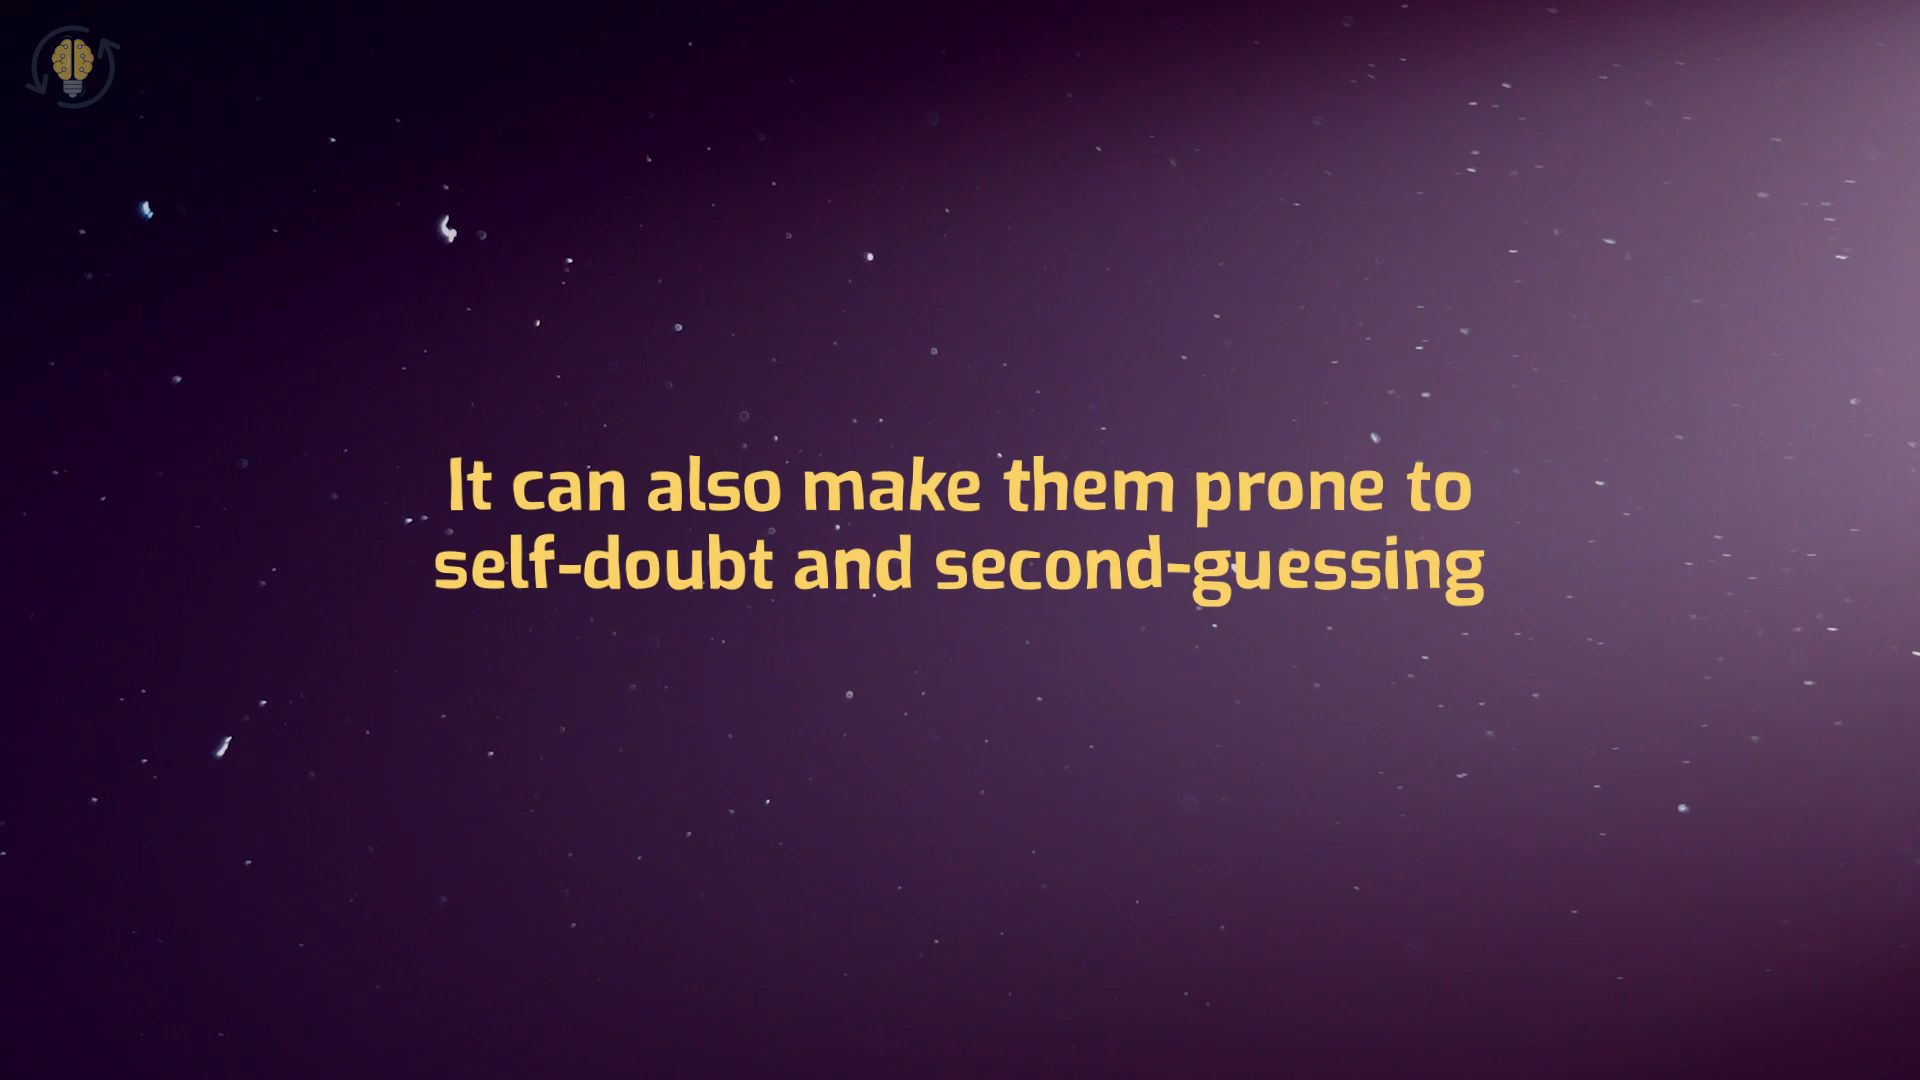 It can also make them prone to
self-doubt and second-guessing